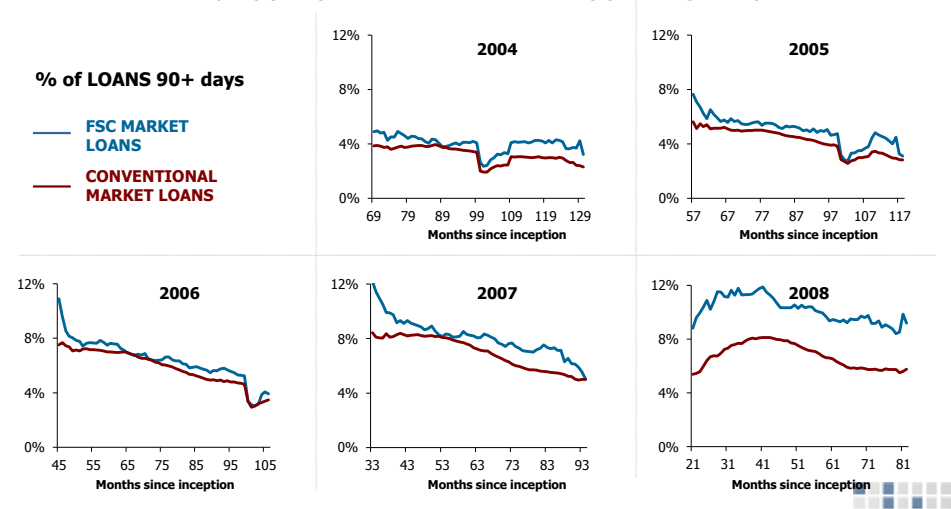 % of LOANS 90+ days
FSC MARKET
LOANS
CONVENTIONAL
MARKET LOANS
2004
12%
8%
4%
0%
69 79 89 99 109 119 129
Months since inception
2005
12%
8%
4%
0%
57 67 77 87 97 107 117
Months since inception
2006
12%
8%
4%
0%
45 55 65 75 85 95 105
Months since inception
2007
12%
8%
4%
0%
33 43 53 63 73 83 93
Months since inception
2008
12%
8%
4%
0%
21 31 41 51 61 71 81
Months since inception